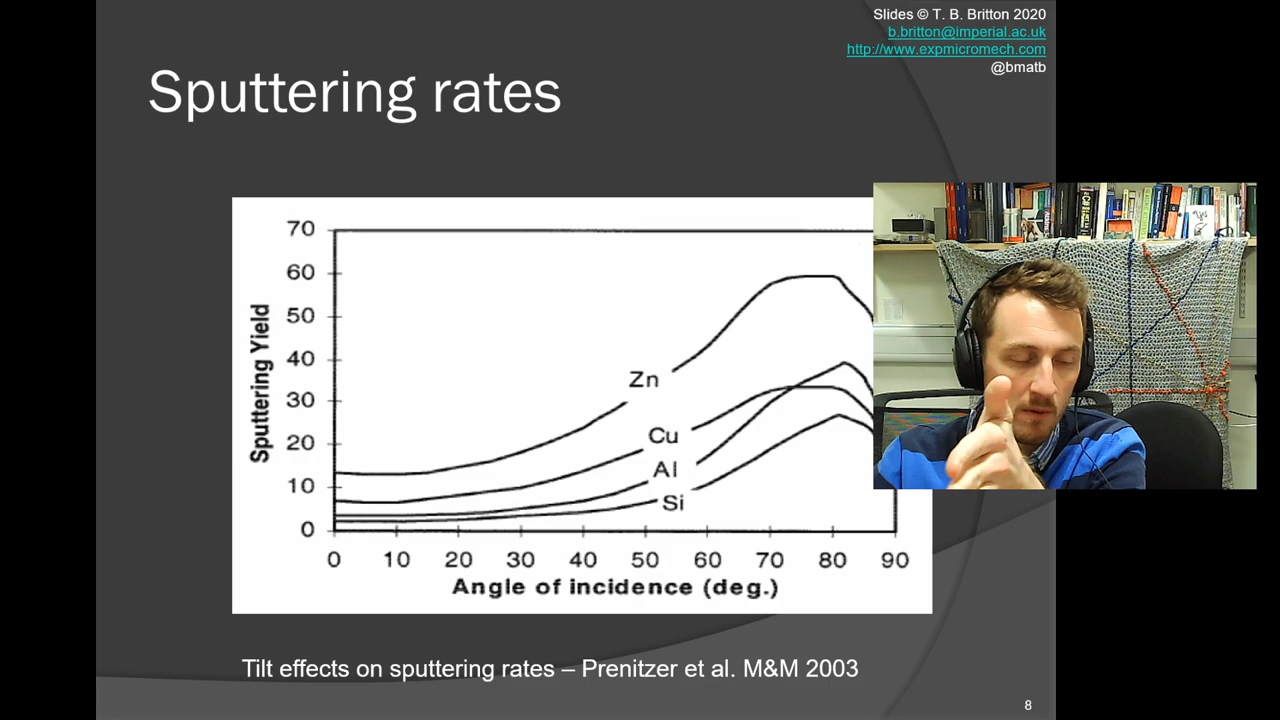 Slides © T. B. Britton 2020
b.britton@imperial.ac.uk
http://www.expmicromech.com
@bmatb
Sputtering rates
70
60
50
40
30
20
10
0
Sputtering Yield
Zn
Cu
Al
Si
0 10 20 30 40 50 60 70 80 90
Angle of incidence (deg.)
Tilt effects on sputtering rates – Prenitzer et al. M&M 2003
8